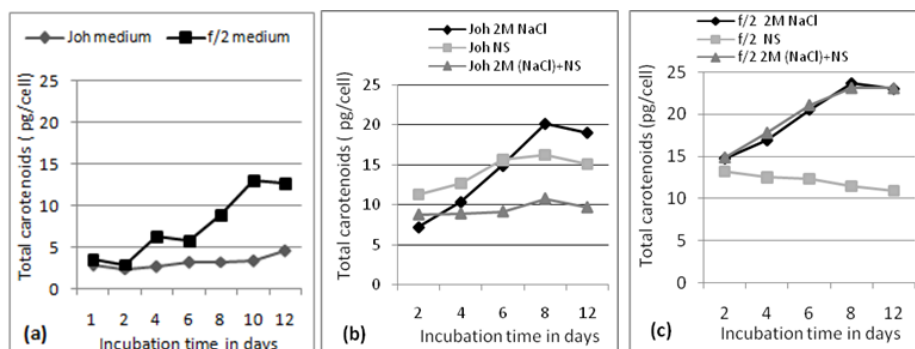 Joh medium f/2 medium
Total carotenoids ( pg/cell)
25
20
15
10
5
0
1 2 4 6 8 10 12
(a)
Incubation time in days
Joh 2M NaCl
Joh NS
Joh 2M (NaCl)+NS
Total carotenoids ( pg/cell)
25
20
15
10
5
0
2 4 6 8 12
(b)
Incubation time in days
f/2 2M NaCl
f/2 NS
f/2 2M (NaCl)+NS
Total carotenoids (pg/cell)
25
20
15
10
5
0
2 4 6 8 12
(c)
Incubation time in days